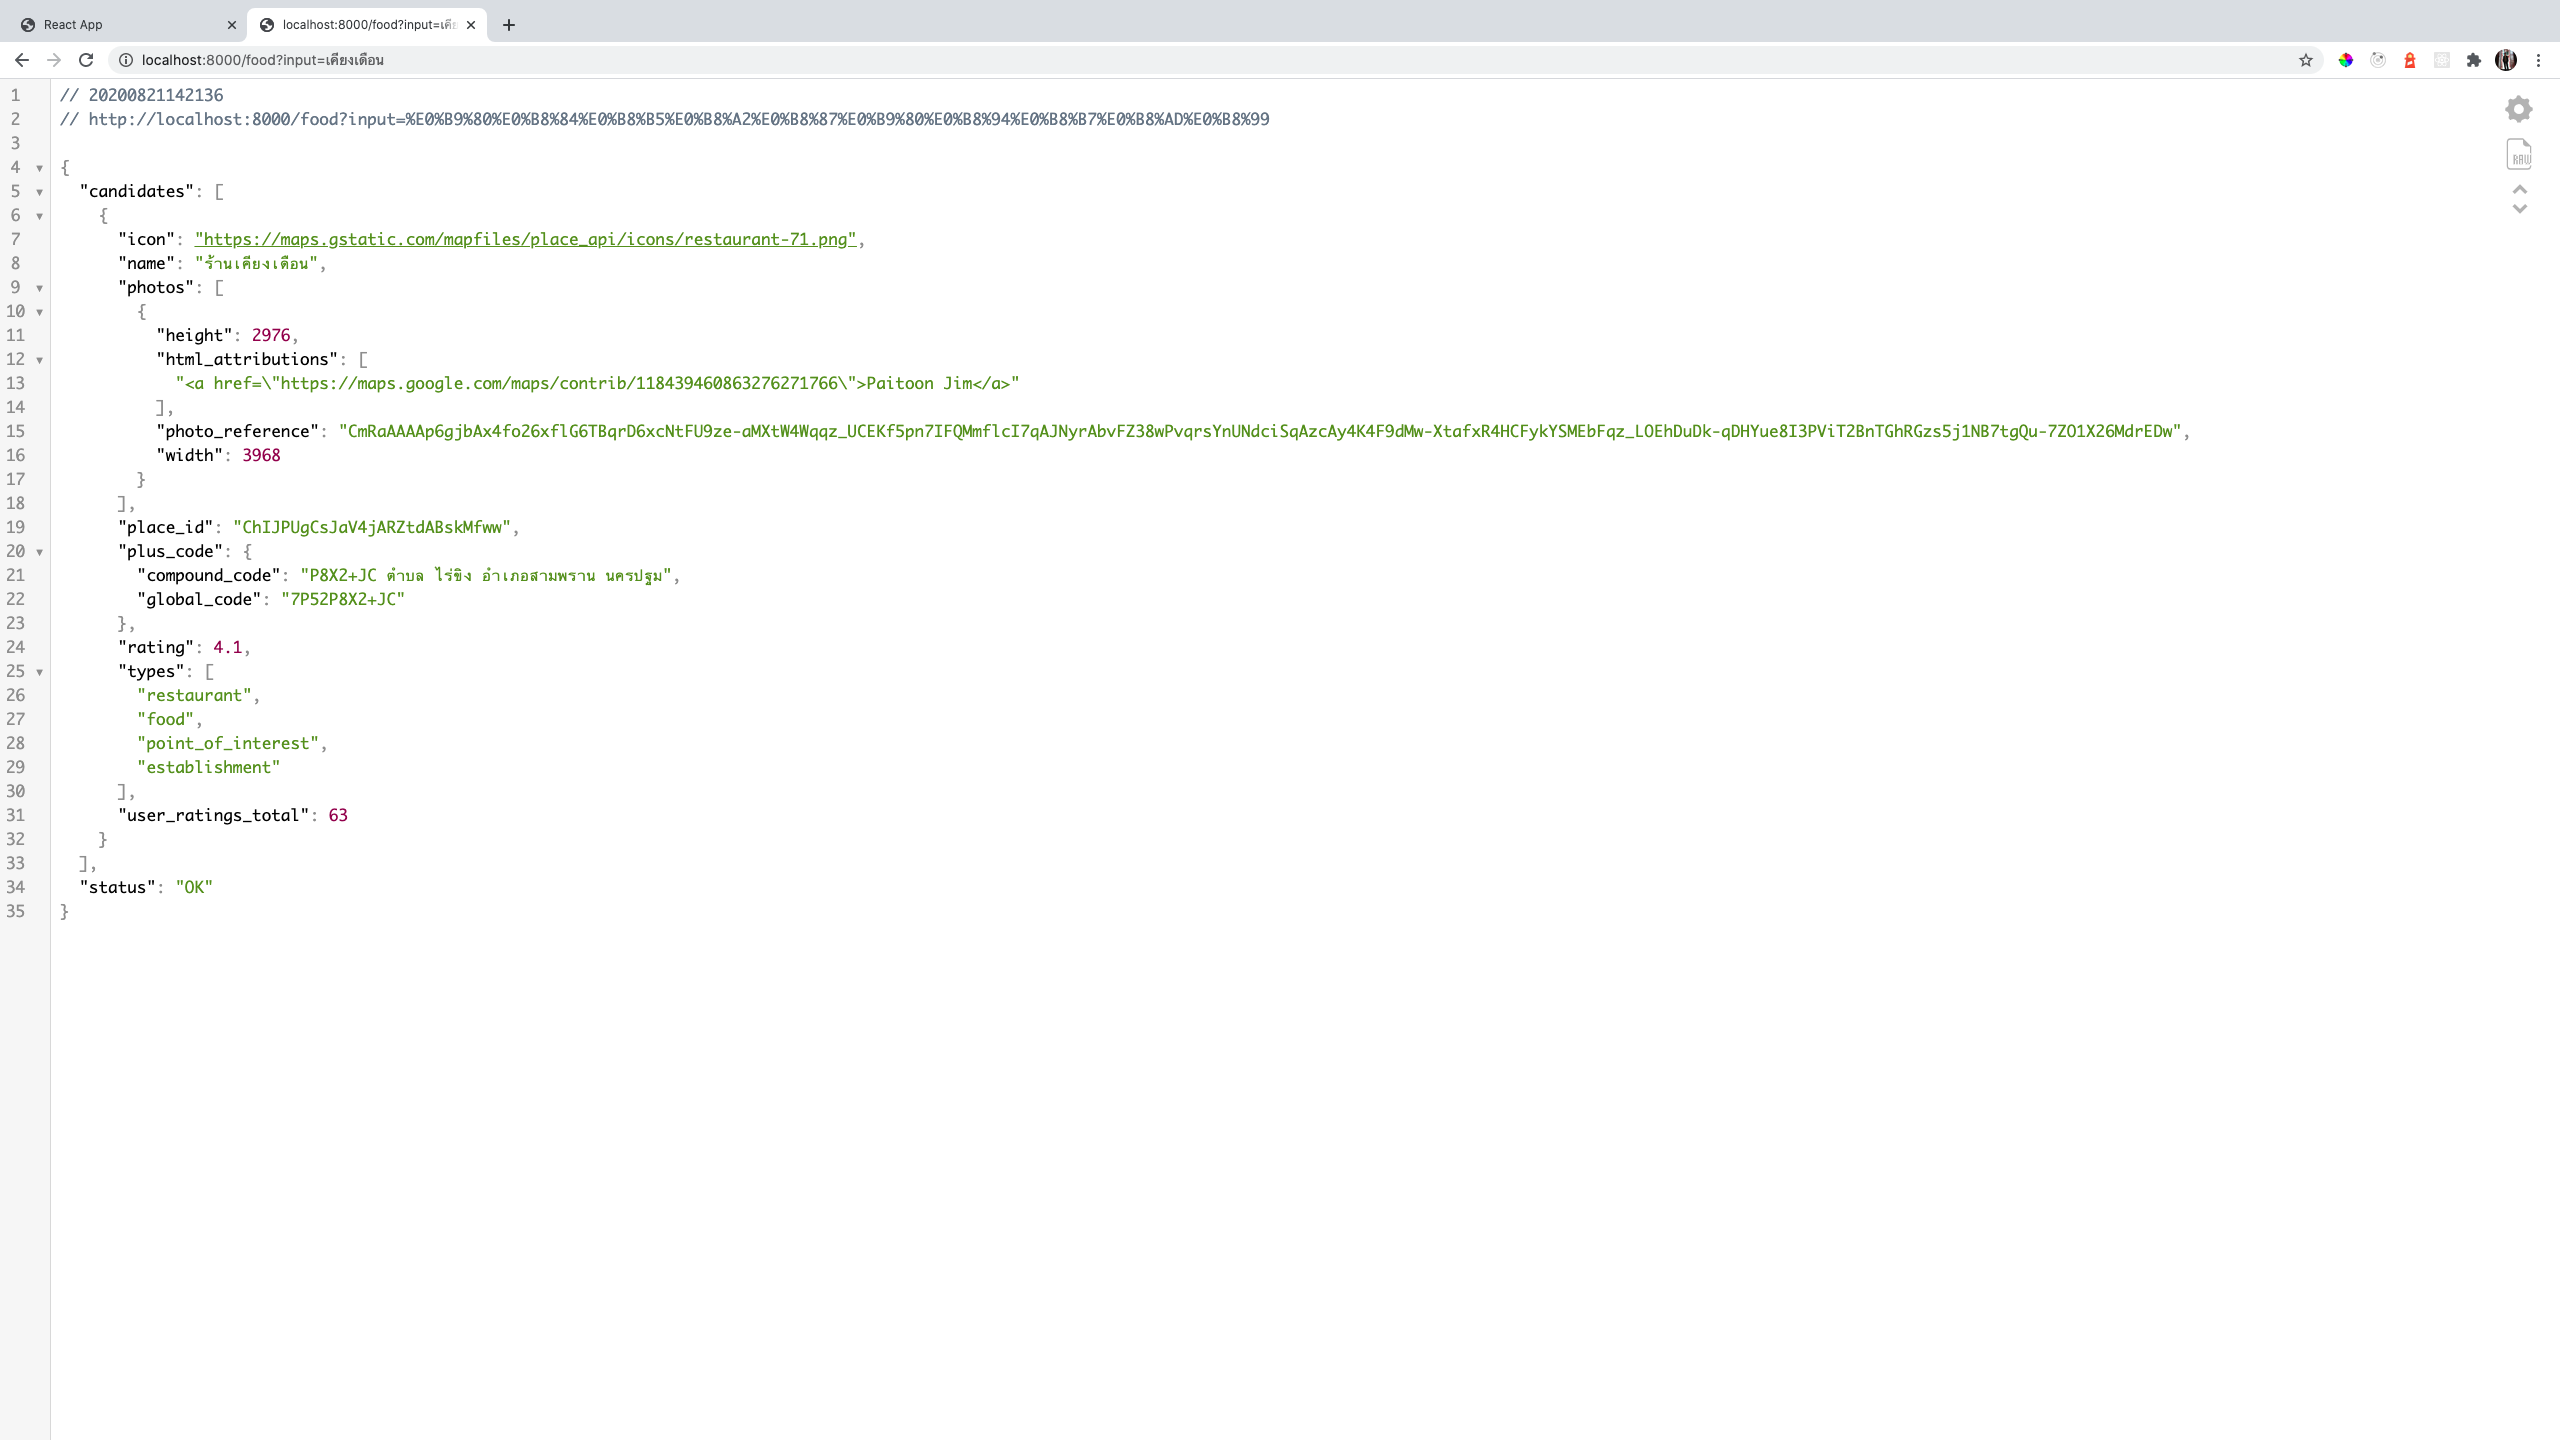 React App
localhost:8000/food?input=เคี
localhost:8000/food?input=เคียงเดือน
1 // 20200821142136
2 // http://localhost:8000/food?input=%E0%B9%80%E0%B8%84%E0%B8%B5%E0%B8%A2%E0%B8%87%E0%B9%80%E0%B8%94%E0%B8%B7%E0%B8%AD%E0%B8%99
3
4 {
5 "candidates": [
6 {
7 "icon": "https://maps.gstatic.com/mapfiles/place_api/icons/restaurant-71.png",
8 "name": "ร้านเคียงเดือน",
9 "photos": [
10 {
11 "height": 2976,
12 "html_attributions": [
13 "<a href=\"https://maps.google.com/maps/contrib/118439460863276271766\">Paitoon Jim</a>"
14 ],
15 "photo_reference": "CmRaAAAAp6gjbAx4fo26xflG6TBqrD6xcNtFU9ze-aMXtW4Wqqz_UCEKf5pn7IFQMmflcI7qAJNyrAbvFZ38wPvqrsYnUNdciSqAzcAy4K4F9dMw-XtafxR4HCFykYSMEbFqz_LOEhDuDk-qDHYue8I3PViT2BnTGhRGzs5j1NB7tgQu-7ZO1X26MdrEDw",
16 "width": 3968
17 }
18 ],
19 "place_id": "ChIJPUgCsJaV4jARZtdABskMfww",
20 "plus_code": {
21 "compound_code": "P8X2+JC ตำบล ไร่ขิง อำเภอสามพราน นครปฐม",
22 "global_code": "7P52P8X2+JC"
23 },
24 "rating": 4.1,
25 "types": [
26 "restaurant",
27 "food",
28 "point_of_interest",
29 "establishment"
30 ],
31 "user_ratings_total": 63
32 }
33 ],
34 "status": "OK"
35 }
RAW